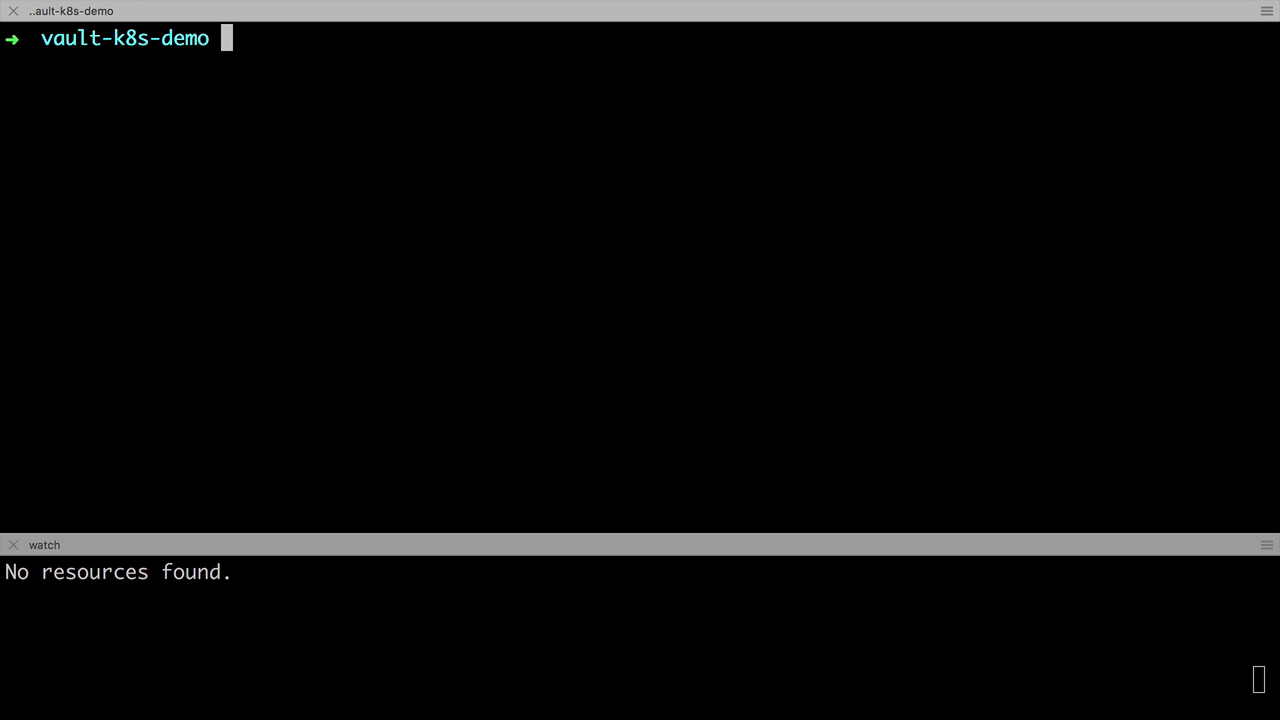 ..ault-k8s-demo
➜ vault-k8s-demo
watch
No resources found.